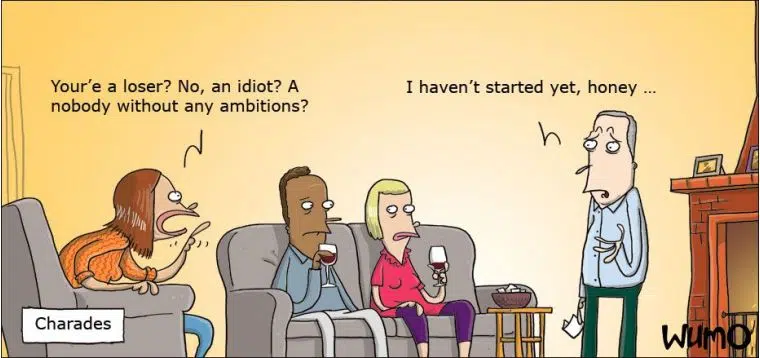 Your'e a loser? No, an idiot? A
nobody without any ambitions?
I haven't started yet, honey ...
Charades
WUMO